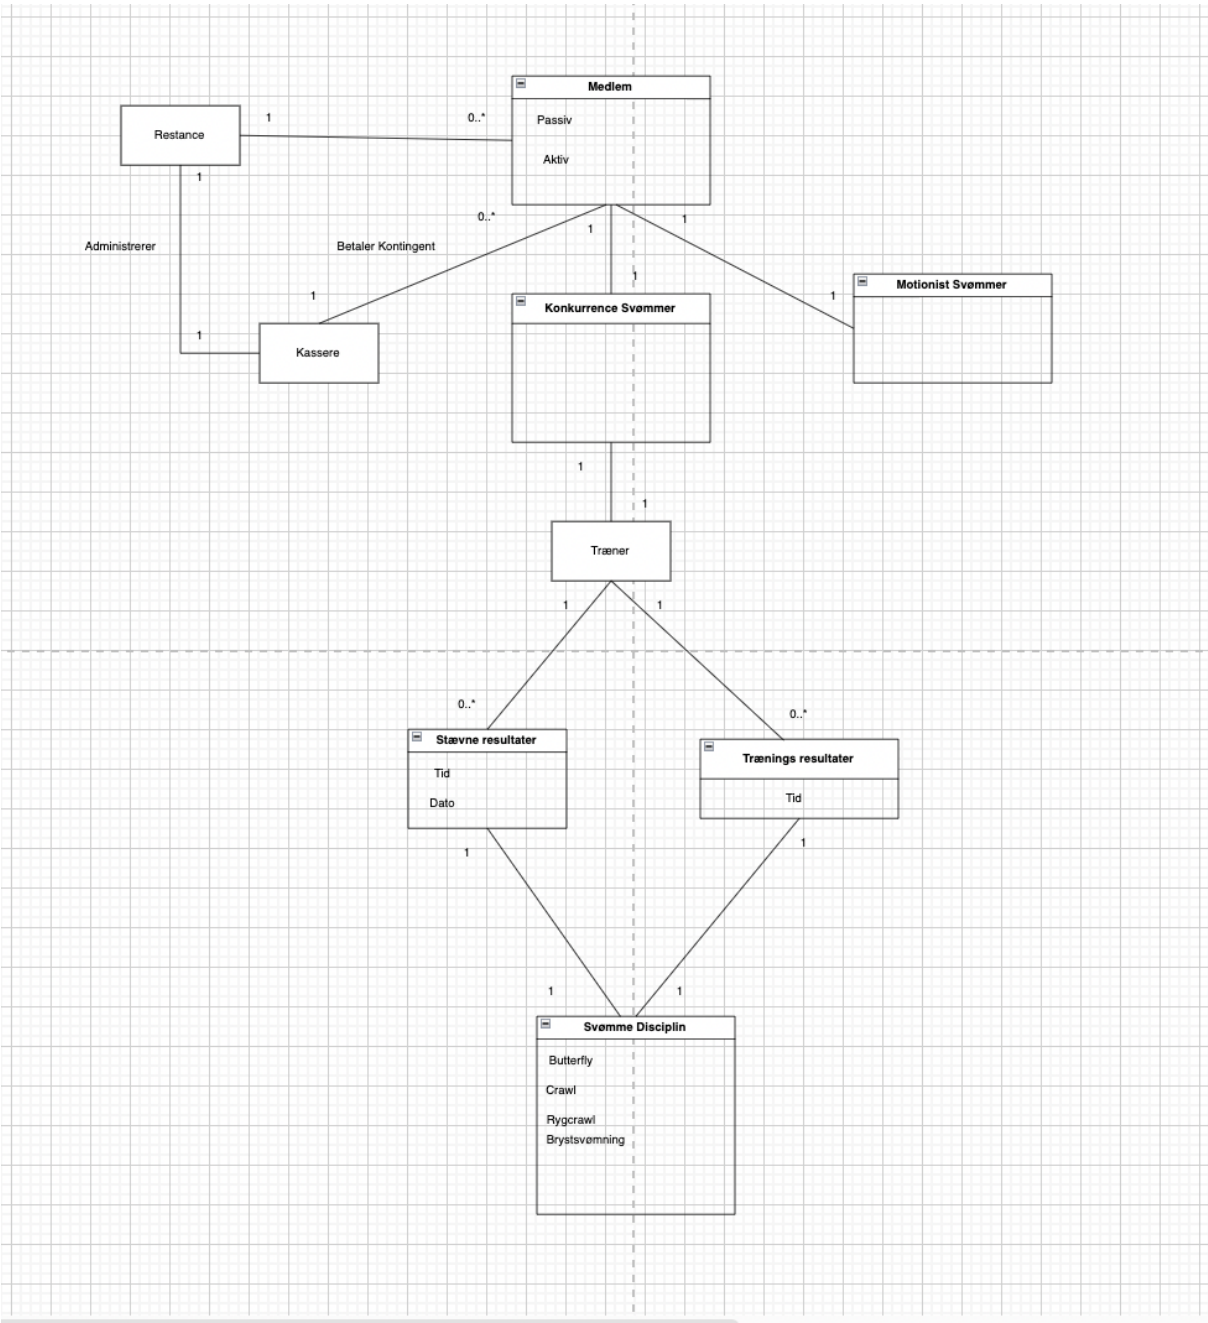 Medlem
Passiv
Aktiv
Restance
1
0..*
1
0..*
1
1
Administrerer
Betaler Kontingent
1
1
1
Motionist Svømmer
Konkurrence Svømmer
1
Kassere
1
1
Træner
1
1
0..*
0..*
Stævne resultater
Tid
Dato
Trænings resultater
Tid
1
1
1
1
Svømme Disciplin
Butterfly
Crawl
Rygcrawl
Brystsvømning